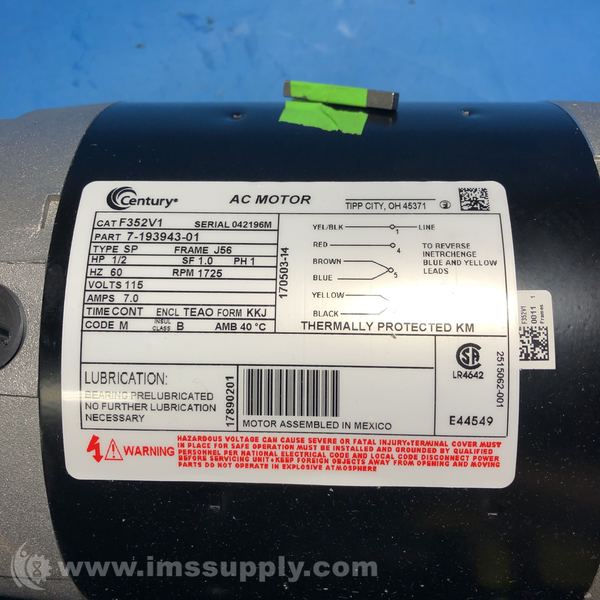 Century® AC MOTOR TIPP CITY, OH 45371
CAT F352V1 SERIAL 042196M
PART 7-193943-01
TYPE SP FRAME J56
HP 1/2 SF 1.0 PH 1
HZ 60 RPM 1725
VOLTS 115
AMPS 7.0
TIME CONT ENCL TEAO FORM KKJ
CODE M INSUL CLASS B AMB 40 °C
170503-14
YEL/BLK 1 LINE
RED 4
BROWN
BLUE 5
YELLOW
BLACK
TO REVERSE
INETRCHENGE
BLUE AND YELLOW
LEADS
THERMALLY PROTECTED KM
LUBRICATION:
BEARING PRELUBRICATED
NO FURTHER LUBRICATION
NECESSARY
17890201
MOTOR ASSEMBLED IN MEXICO
SA
LR4642
E44549
2515062-001
F352V1
0011 1
Frames
WARNING
HAZARDOUS VOLTAGE CAN CAUSE SEVERE OR FATAL INJURY•TERMINAL COVER MUST
IN PLACE FOR SAFE OPERATION MUST BE INSTALLED AND GROUNDED BY QUALIFIED
PERSONNEL PER NATIONAL ELECTRICAL CODE AND LOCAL CODE DISCONNECT
BEFORE SERVICING UNIT•KEEP FOREIGN OBJECTS AWAY FROM OPENING AND MOVING
PARTS DO NOT OPERATE IN EXPLOSIVE ATMOSPHERE
www.imssupply.com